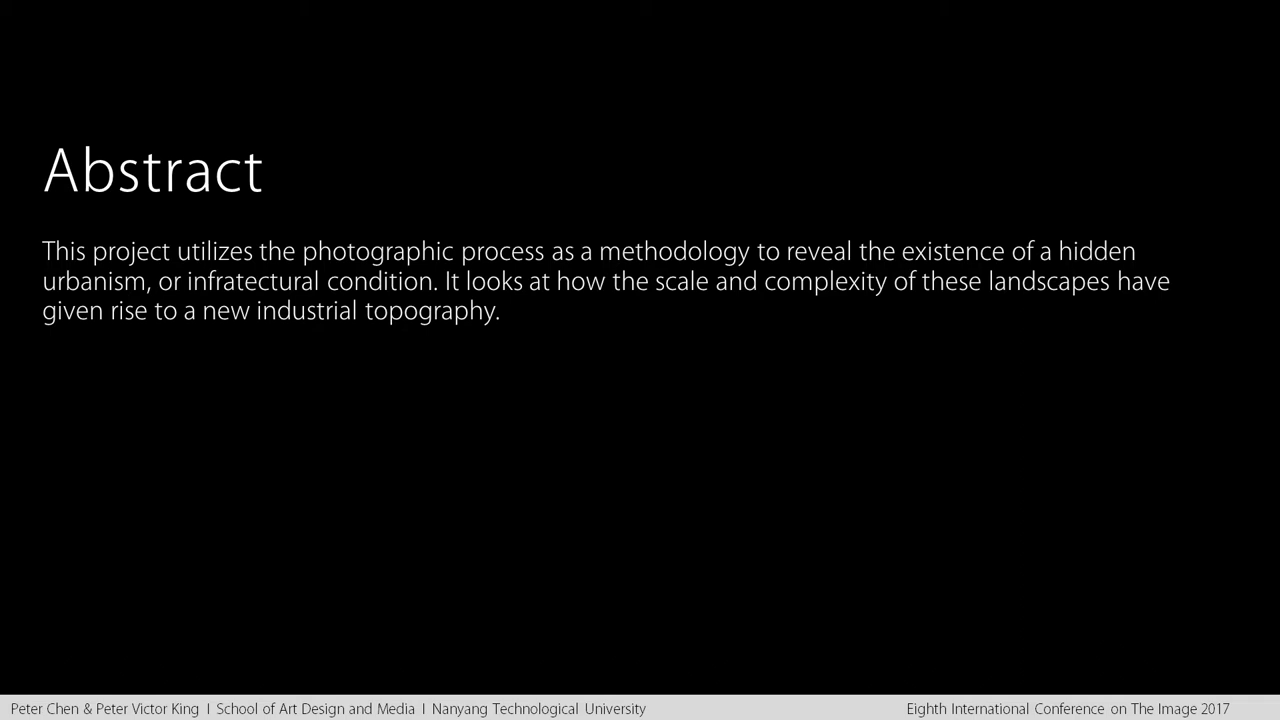 Abstract
This project utilizes the photographic process as a methodology to reveal the existence of a hidden
urbanism, or infratectural condition. It looks at how the scale and complexity of these landscapes have
given rise to a new industrial topography.
Peter Chen & Peter Victor King I School of Art Design and Media I Nanyang Technological University
Eighth International Conference on The Image 2017